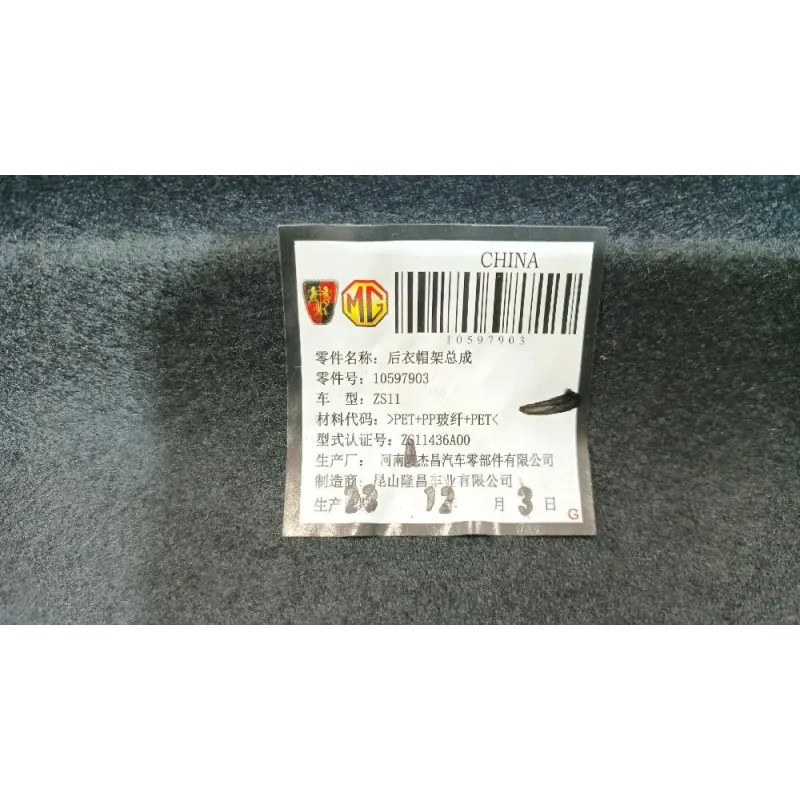 CHINA
MG
10597903
零件名称：后衣帽架总成
零件号：10597903
车 型：ZS11
材料代码：>PET+PP玻纤+PET<
型式认证号：ZS11436A00
生产厂： 河南隆杰昌汽车零部件有限公司
制造商：昆山隆昌车业有限公司
生产 23 12 月 3 日
G